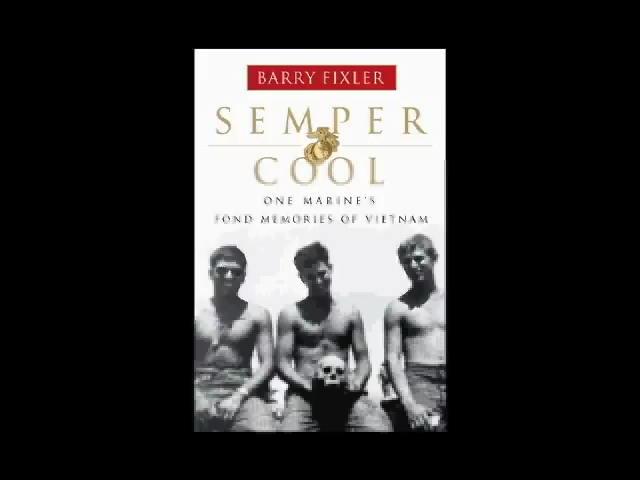 BARRY FIXLER
SEMPER
COOL
ONE MARINE'S
FOND MEMORIES OF VIETNAM